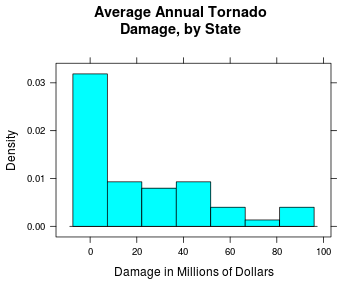 Average Annual Tornado
Damage, by State
Density
0.03
0.02
0.01
0.00
0 20 40 60 80 100
Damage in Millions of Dollars